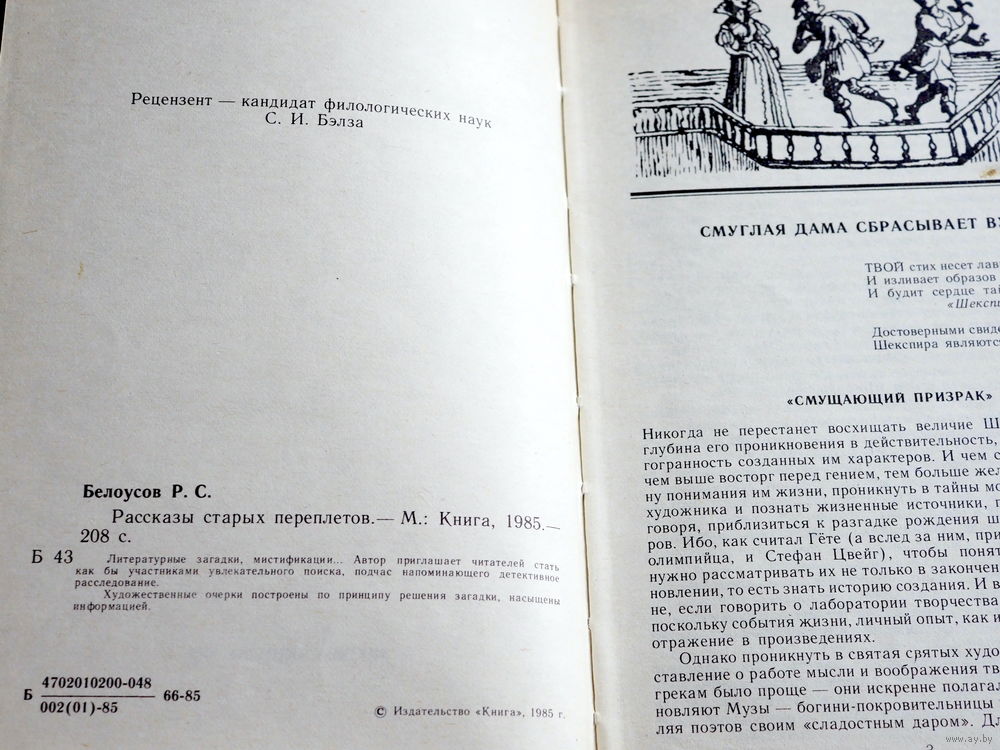 Рецензент — кандидат филологических наук
С. И. Бэлза
Белоусов Р. С.
Рассказы старых переплетов.— М.: Книга, 1985.—
208 с.
Б 43
Литературные загадки, мистификации... Автор приглашает читателей стать
как бы участниками увлекательного поиска, подчас напоминающего детективное
расследование.
Художественные очерки построены по принципу решения загадки, насыщены
информацией.
Б 4702010200-048 66-85
002(01)-85
© Издательство «Книга», 1985 г.
СМУГЛАЯ ДАМА СБРАСЫВАЕТ
ТВОЙ стих несет
И изливает образов
И будит сердце
Достоверными
Шекспира являются
«СМУЩАЮЩИЙ ПРИЗРАК»
Никогда не перестанет восхищать величие
глубина его проникновения в действительность,
гогранность созданных им характеров. И чем
чем выше восторг перед гением, тем больше
ну понимания им жизни, проникнуть в тайны
художника и познать жизненные источники,
говоря, приблизиться к разгадке рождения
ров. Ибо, как считал Гёте (а вслед за ним,
олимпийца, и Стефан Цвейг), чтобы
нужно рассматривать их не только в
новлении, то есть знать историю создания. И
не, если говорить о лаборатории творчества
поскольку события жизни, личный опыт, как
отражение в произведениях.
Однако проникнуть в святая святых
ставление о работе мысли и воображения
грекам было проще — они искренне
новляют Музы — богини-покровительницы
ляя поэтов своим «сладостным даром».
3
www.ay.by